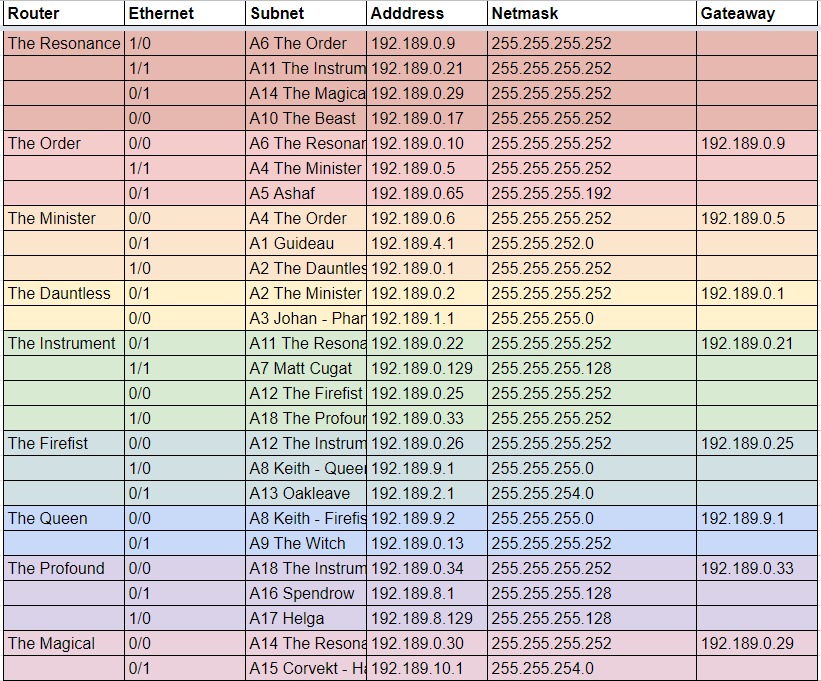 Router Ethernet Subnet Adddress Netmask Gateaway
The Resonance 1/0 A6 The Order 192.189.0.9 255.255.255.252
1/1 A11 The Instrum 192.189.0.21 255.255.255.252
0/1 A14 The Magica 192.189.0.29 255.255.255.252
0/0 A10 The Beast 192.189.0.17 255.255.255.252
The Order 0/0 A6 The Resonar 192.189.0.10 255.255.255.252 192.189.0.9
1/1 A4 The Minister 192.189.0.5 255.255.255.252
0/1 A5 Ashaf 192.189.0.65 255.255.255.192
The Minister 0/0 A4 The Order 192.189.0.6 255.255.255.252 192.189.0.5
0/1 A1 Guideau 192.189.4.1 255.255.252.0
1/0 A2 The Dauntles 192.189.0.1 255.255.255.252
The Dauntless 0/1 A2 The Minister 192.189.0.2 255.255.255.252 192.189.0.1
0/0 A3 Johan - Phar 192.189.1.1 255.255.255.0
The Instrument 0/1 A11 The Resona 192.189.0.22 255.255.255.252 192.189.0.21
1/1 A7 Matt Cugat 192.189.0.129 255.255.255.128
0/0 A12 The Firefist 192.189.0.25 255.255.255.252
1/0 A18 The Profour 192.189.0.33 255.255.255.252
The Firefist 0/0 A12 The Instrum 192.189.0.26 255.255.255.252 192.189.0.25
1/0 A8 Keith - Queer 192.189.9.1 255.255.255.0
0/1 A13 Oakleave 192.189.2.1 255.255.254.0
The Queen 0/0 A8 Keith - Firefis 192.189.9.2 255.255.255.0 192.189.9.1
0/1 A9 The Witch 192.189.0.13 255.255.255.252
The Profound 0/0 A18 The Instrum 192.189.0.34 255.255.255.252 192.189.0.33
0/1 A16 Spendrow 192.189.8.1 255.255.255.128
1/0 A17 Helga 192.189.8.129 255.255.255.128
The Magical 0/0 A14 The Resona 192.189.0.30 255.255.255.252 192.189.0.29
0/1 A15 Corvekt - Ha 192.189.10.1 255.255.254.0